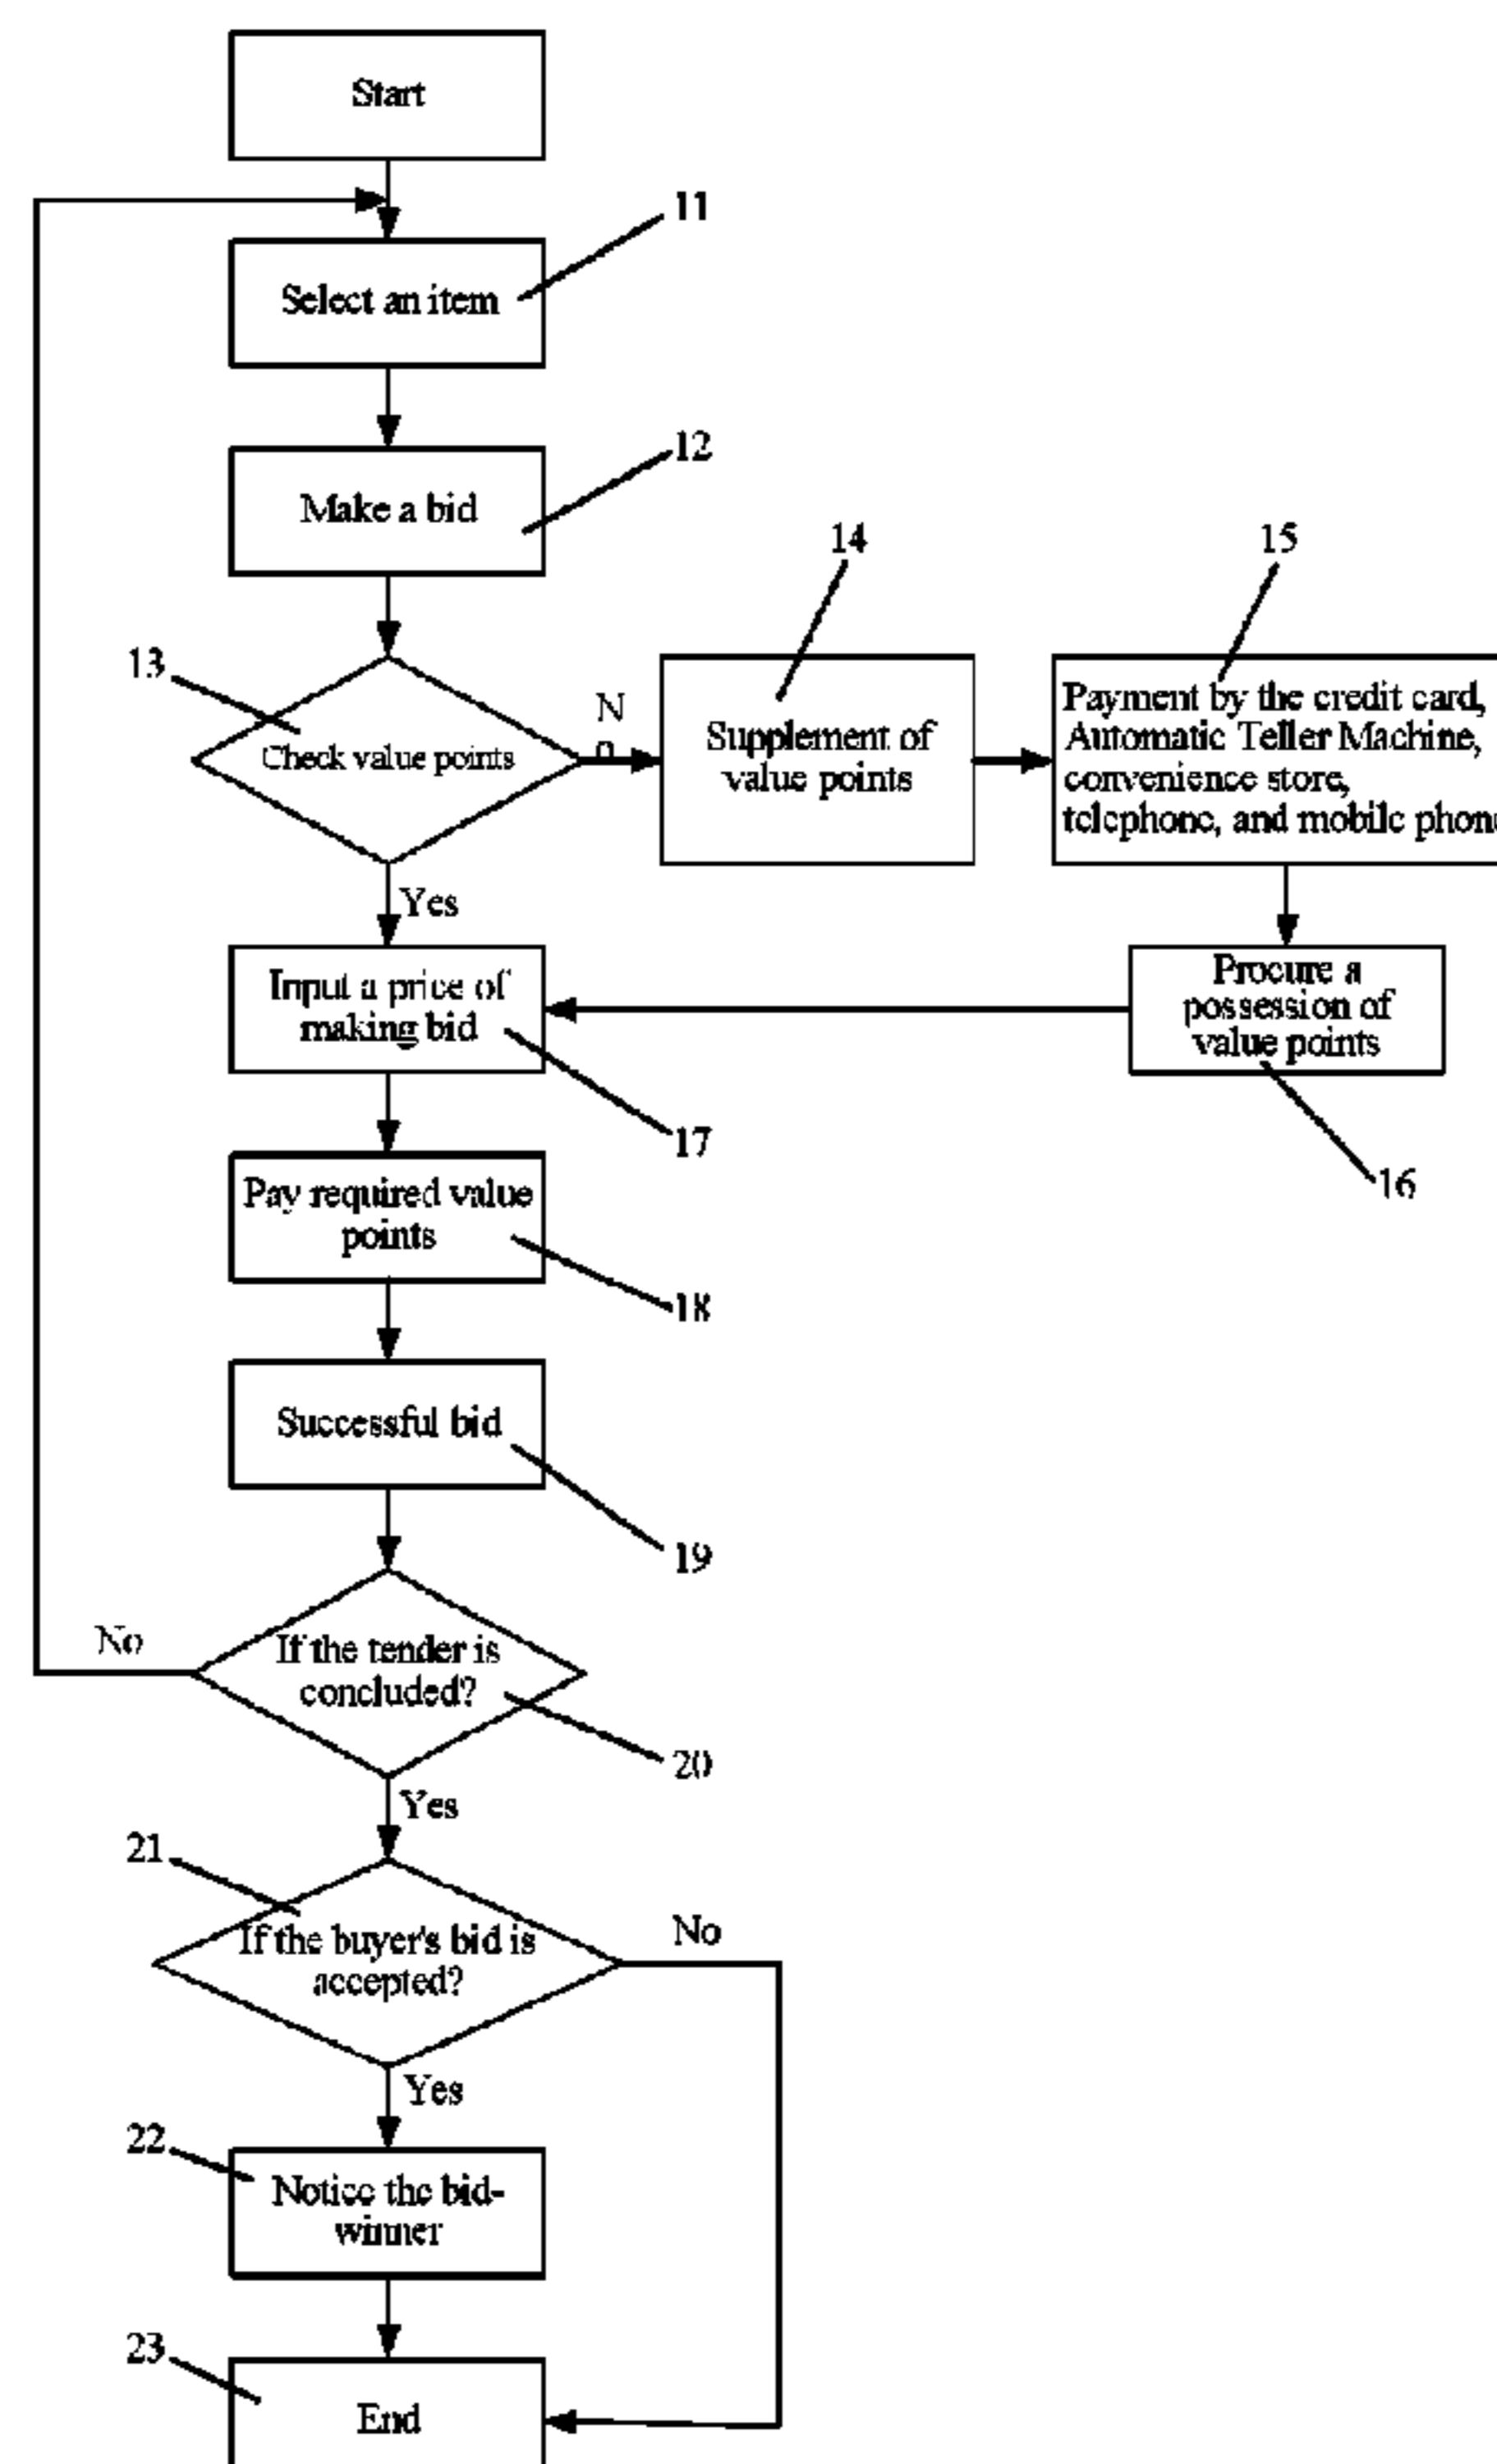 Start
11
Select an item
12
Make a bid
14
15
13
Check value points
N
o
Supplement of
value points
Payment by the credit card,
Automatic Teller Machine,
convenience store,
telephone, and mobile phone
Yes
Input a price of
making bid
Procure a
possession of
value points
17
16
Pay required value
points
18
Successful bid
19
No
If the tender is
concluded?
20
Yes
21
If the buyer's bid is
accepted?
No
Yes
22
Notice the bid-
winner
23
End